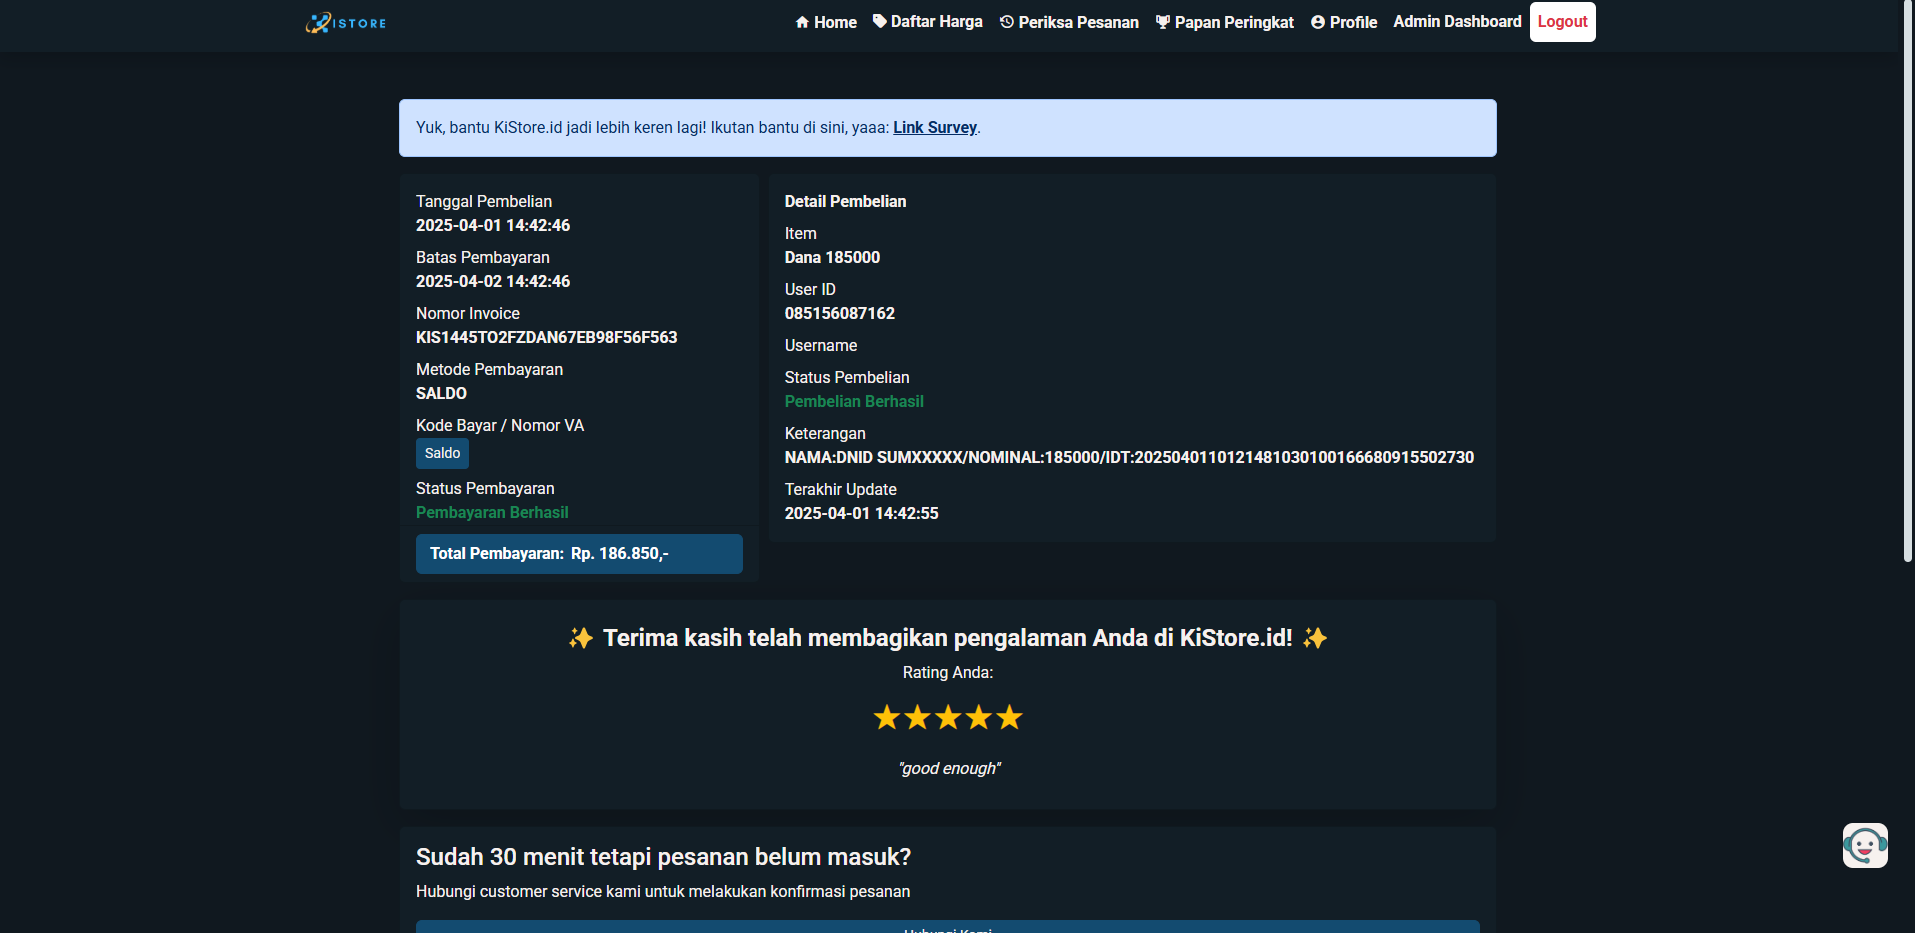 ISTORE
Home
Daftar Harga
Periksa Pesanan
Papan Peringkat
Profile
Admin Dashboard
Logout
Yuk, bantu KiStore.id jadi lebih keren lagi! Ikutan bantu di sini, yaaa: Link Survey.
Tanggal Pembelian
2025-04-01 14:42:46
Batas Pembayaran
2025-04-02 14:42:46
Nomor Invoice
KIS1445TO2FZDAN67EB98F56F563
Metode Pembayaran
SALDO
Kode Bayar / Nomor VA
Saldo
Status Pembayaran
Pembayaran Berhasil
Total Pembayaran: Rp. 186.850,-
Detail Pembelian
Item
Dana 185000
User ID
085156087162
Username
Status Pembelian
Pembelian Berhasil
Keterangan
NAMA:DNID SUMXXXXX/NOMINAL:185000/IDT:2025040110121481030100166680915502730
Terakhir Update
2025-04-01 14:42:55
✨ Terima kasih telah membagikan pengalaman Anda di KiStore.id! ✨
Rating Anda:
★★★★★
"good enough"
Sudah 30 menit tetapi pesanan belum masuk?
Hubungi customer service kami untuk melakukan konfirmasi pesanan
Hubungi Kami